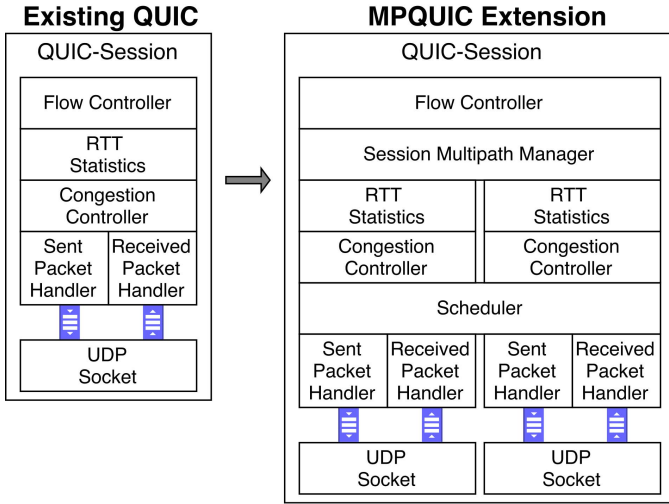 Existing QUIC
QUIC-Session
Flow Controller
RTT
Statistics
Congestion
Controller
Sent
Packet
Handler
Received
Packet
Handler
UDP
Socket
MPQUIC Extension
QUIC-Session
Flow Controller
Session Multipath Manager
RTT
Statistics
RTT
Statistics
Congestion
Controller
Congestion
Controller
Scheduler
Sent
Packet
Handler
Received
Packet
Handler
Sent
Packet
Handler
Received
Packet
Handler
UDP
Socket
UDP
Socket